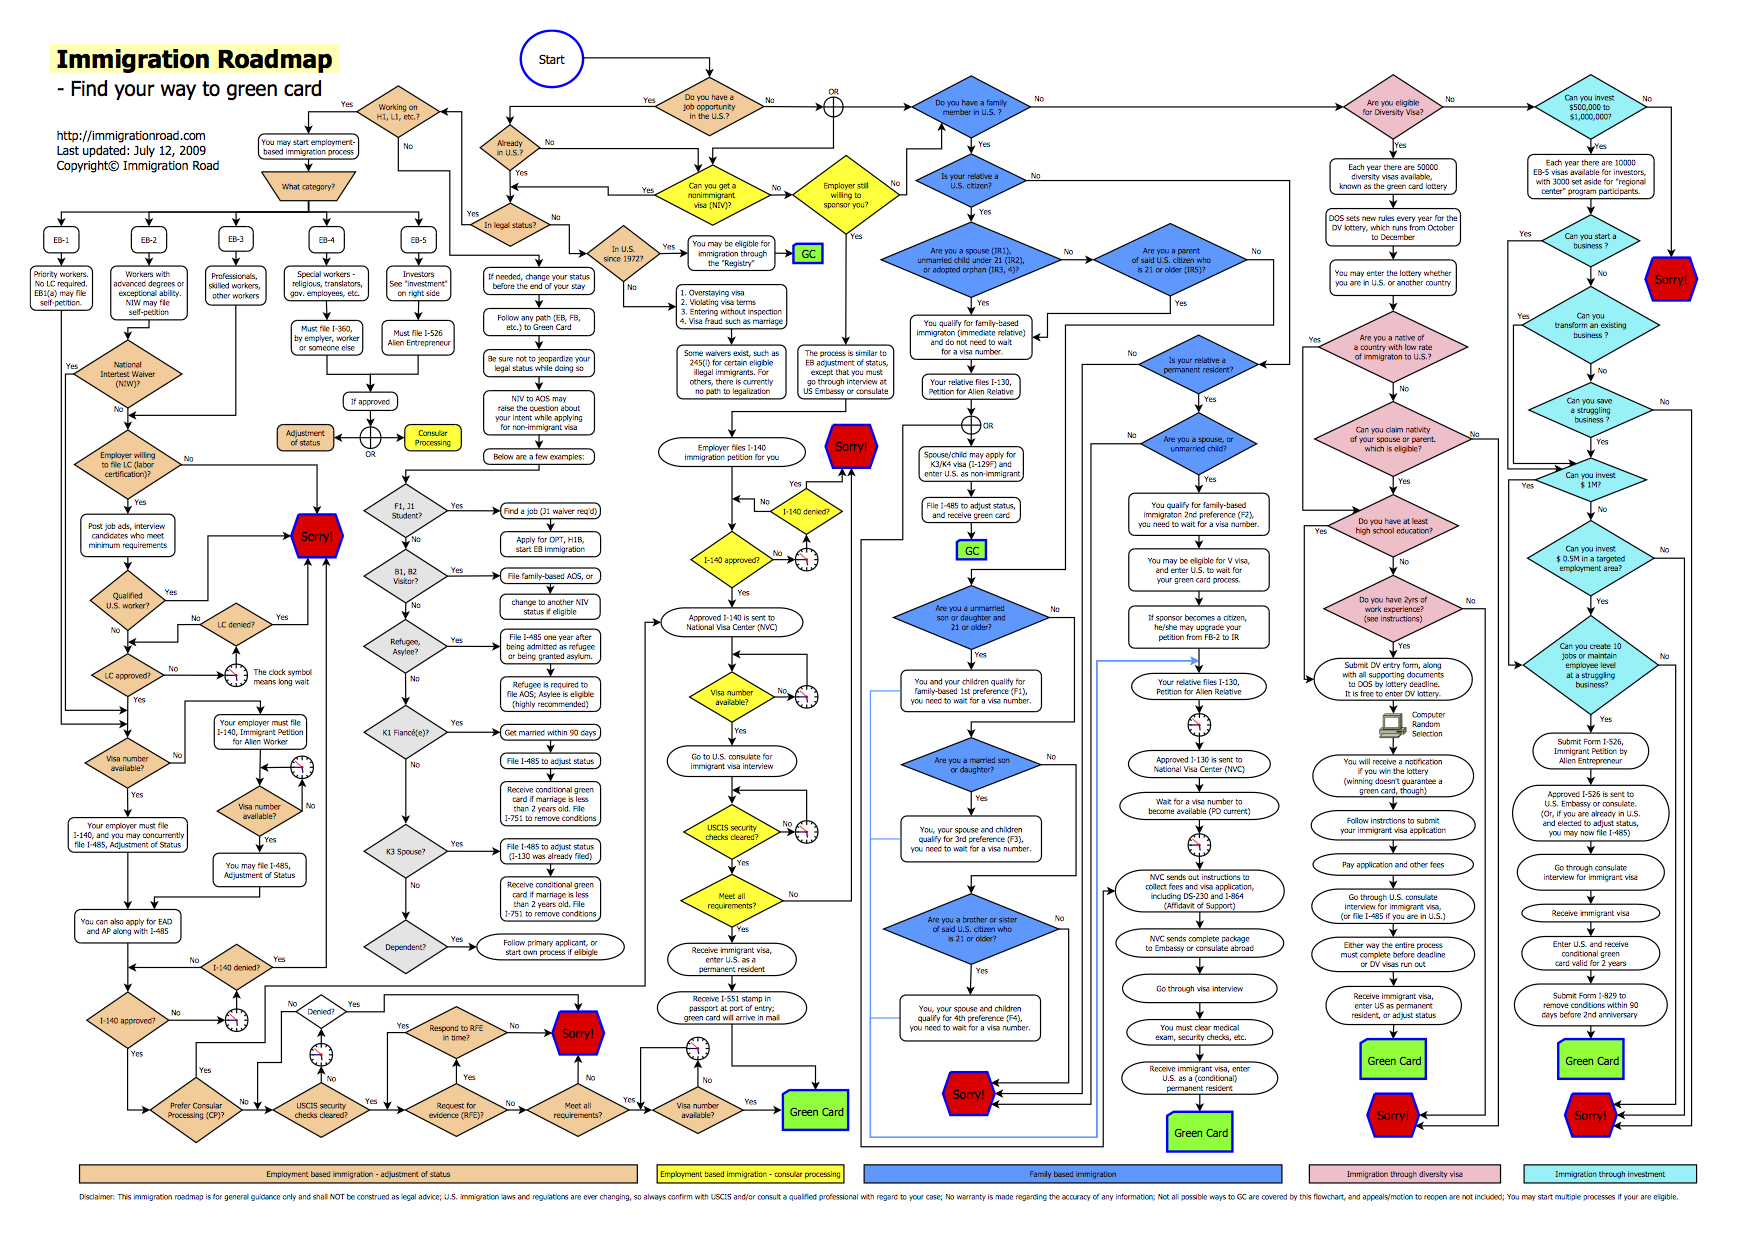 Immigration Roadmap
- Find your way to green card
http://immigrationroad.com
Last updated: July 12, 2009
Copyright© Immigration Road
Start
Do you have a
job opportunity
in the U.S.?
Yes
No
OR
Already
in U.S.?
No
Yes
Working on
H1, L1, etc.?
Yes
No
You may start employment-
based immigration process
What category?
EB-1
EB-2
EB-3
EB-4
EB-5
Priority workers.
No LC required.
EB1(a) may file
self-petition.
Workers with
advanced degrees or
exceptional ability.
NIW may file
self-petition
Professionals,
skilled workers,
other workers
Special workers -
religious, translators,
gov. employees, etc.
Investors
See "investment"
on right side
Must file I-360,
by emplyer, worker
or someone else
Must file I-526
Alien Entrepreneur
If approved
Adjustment
of status
OR
Consular
Processing
Yes
National
Intertest Waiver
(NIW)?
No
Employer willing
to file LC (labor
certification)?
No
Yes
Post job ads, interview
candidates who meet
minimum requirements
Sorry!
Qualified
U.S. worker?
Yes
No
LC denied?
No
Yes
LC approved?
No
Yes
The clock symbol
means long wait
Visa number
available?
No
Yes
Your employer must file
I-140, Immigrant Petition
for Alien Worker
Visa number
available?
No
Yes
Your employer must file
I-140, and you may concurrently
file I-485, Adjustment of Status
You may file I-485,
Adjustment of Status
You can also apply for EAD
and AP along with I-485
I-140 denied?
No
Yes
I-140 approved?
No
Yes
Prefer Consular
Processing (CP)?
Yes
No
Denied?
No
Yes
No
USCIS security
checks cleared?
Yes
Respond to RFE
in time?
Yes
No
Yes
Request for
evidence (RFE)?
No
Sorry!
No
Meet all
requirements?
Yes
No
Visa number
available?
Yes
Green Card
In legal status?
Yes
No
In U.S.
since 1972?
Yes
No
You may be eligible for
immigration through
the "Registry"
GC
1. Overstaying visa
2. Violating visa terms
3. Entering without inspection
4. Visa fraud such as marriage
Some waivers exist, such as
245(i) for certain eligible
illegal immigrants. For
others, there is currently
no path to legalization
If needed, change your status
before the end of your stay
Follow any path (EB, FB,
etc.) to Green Card
Be sure not to jeopardize your
legal status while doing so
NIV to AOS may
raise the question about
your intent while applying
for non-immigrant visa
Below are a few examples:
F1, J1
Student?
Yes
No
Find a job (J1 waiver req'd)
Apply for OPT, H1B,
start EB immigration
B1, B2
Visitor?
Yes
No
File family-based AOS, or
change to another NIV
status if eligible
Refugee,
Asylee?
Yes
No
File I-485 one year after
being admitted as refugee
or being granted asylum.
Refugee is required to
file AOS; Asylee is eligible
(highly recommended)
K1 Fiancé(e)?
Yes
No
Get married within 90 days
File I-485 to adjust status
Receive conditional green
card if marriage is less
than 2 years old. File
I-751 to remove conditions
K3 Spouse?
Yes
No
File I-485 to adjust status
(I-130 was already filed)
Receive conditional green
card if marriage is less
than 2 years old. File
I-751 to remove conditions
Dependent?
Yes
Follow primary applicant, or
start own process if elibigle
Can you get a
nonimmigrant
visa (NIV)?
Yes
No
Employer still
willing to
sponsor you?
No
Yes
The process is similar to
EB adjustment of status,
except that you must
go through interview at
US Embassy or consulate
Employer files I-140
immigration petition for you
Sorry!
I-140 denied?
No
Yes
I-140 approved?
No
Yes
Approved I-140 is sent to
National Visa Center (NVC)
Visa number
available?
No
Yes
Go to U.S. consulate for
immigrant visa interview
USCIS security
checks cleared?
No
Yes
Meet all
requirements?
No
Yes
Receive immigrant visa,
enter U.S. as a
permanent resident
Receive I-551 stamp in
passport at port of entry;
green card will arrive in mail
Do you have a family
member in U.S. ?
No
Yes
Is your relative a
U.S. citizen?
No
Yes
Are you a spouse (IR1),
unmarried child under 21 (IR2),
or adopted orphan (IR3, 4)?
No
Yes
Are you a parent
of said U.S. citizen who
is 21 or older (IR5)?
No
Yes
You qualify for family-based
immigraton (immediate relative)
and do not need to wait
for a visa number.
Your relative files I-130,
Petition for Alien Relative
OR
Spouse/child may apply for
K3/K4 visa (I-129F) and
enter U.S. as non-immigrant
File I-485 to adjust status,
and receive green card
GC
Are you a unmarried
son or daughter and
21 or older?
No
Yes
You and your children qualify for
family-based 1st preference (F1),
you need to wait for a visa number.
Are you a married son
or daughter?
No
Yes
You, your spouse and children
qualify for 3rd preference (F3),
you need to wait for a visa number.
Are you a brother or sister
of said U.S. citizen who
is 21 or older?
No
Yes
You, your spouse and children
qualify for 4th preference (F4),
you need to wait for a visa number.
Sorry!
Is your relative a
permanent resident?
No
Yes
Are you a spouse, or
unmarried child?
No
Yes
You qualify for family-based
immigraton 2nd preference (F2),
you need to wait for a visa number.
You may be eligible for V visa,
and enter U.S. to wait for
your green card process.
If sponsor becomes a citizen,
he/she may upgrade your
petition from FB-2 to IR
Your relative files I-130,
Petition for Alien Relative
Approved I-130 is sent to
National Visa Center (NVC)
Wait for a visa number to
become available (PD current)
NVC sends out instructions to
collect fees and visa application,
including DS-230 and I-864
(Affidavit of Support)
NVC sends complete package
to Embassy or consulate abroad
Go through visa interview
You must clear medical
exam, security checks, etc.
Receive immigrant visa, enter
U.S. as a (conditional)
permanent resident
Green Card
Are you eligible
for Diversity Visa?
No
Yes
Each year there are 50000
diversity visas available,
known as the green card lottery
DOS sets new rules every year for the
DV lottery, which runs from October
to December
You may enter the lottery whether
you are in U.S. or another country
Are you a native of
a country with low rate
of immigraton to U.S.?
Yes
No
Can you claim nativity
of your spouse or parent.
which is eligible?
No
Yes
Do you have at least
high school education?
Yes
No
Do you have 2yrs of
work experience?
(see instructions)
No
Yes
Submit DV entry form, along
with all supporting documents
to DOS by lottery deadline.
It is free to enter DV lottery.
Computer
Random
Selection
You will receive a notification
if you win the lottery
(winning doesn't guarantee a
green card, though)
Follow instrctions to submit
your immigrant visa application
Pay application and other fees
Go through U.S. consulate
interview for immigrant visa,
(or file I-485 if you are in U.S.)
Either way the entire process
must complete before deadline
or DV visas run out
Receive immigrant visa,
enter US as permanent
resident, or adjust status
Green Card
Sorry!
Can you invest
$500,000 to
$1,000,000?
No
Yes
Each year there are 10000
EB-5 visas available for investors,
with 3000 set aside for "regional
center" program participants.
Can you start a
business ?
Yes
No
Sorry!
Can you
transform an existing
business ?
Yes
No
Can you save
a struggling
business ?
No
Yes
Can you invest
$ 1M?
Yes
No
Can you invest
$ 0.5M in a targeted
employment area?
No
Yes
Can you create 10
jobs or maintain
employee level
at a struggling
business?
No
Yes
Submit Form I-526,
Immigrant Petition by
Alien Entrepreneur
Approved I-526 is sent to
U.S. Embassy or consulate.
(Or, if you are already in U.S.
and elected to adjust status,
you may now file I-485)
Go through consulate
interview for immigrant visa
Receive immigrant visa
Enter U.S. and receive
conditional green
card valid for 2 years
Submit Form I-829 to
remove conditions within 90
days before 2nd anniversary
Green Card
Sorry!
Employment based immigration - adjustment of status
Employment based immigration - consular processing
Family based immigration
Immigration through diversity visa
Immigration through investment
Disclaimer: This immigration roadmap is for general guidance only and shall NOT be construed as legal advice; U.S. immigration laws and regulations are ever changing, so always confirm with USCIS and/or consult a qualified professional with regard to your case; No warranty is made regarding the accuracy of any information; Not all possible ways to GC are covered by this flowchart, and appeals/motion to reopen are not included; You may start multiple processes if your are eligible.